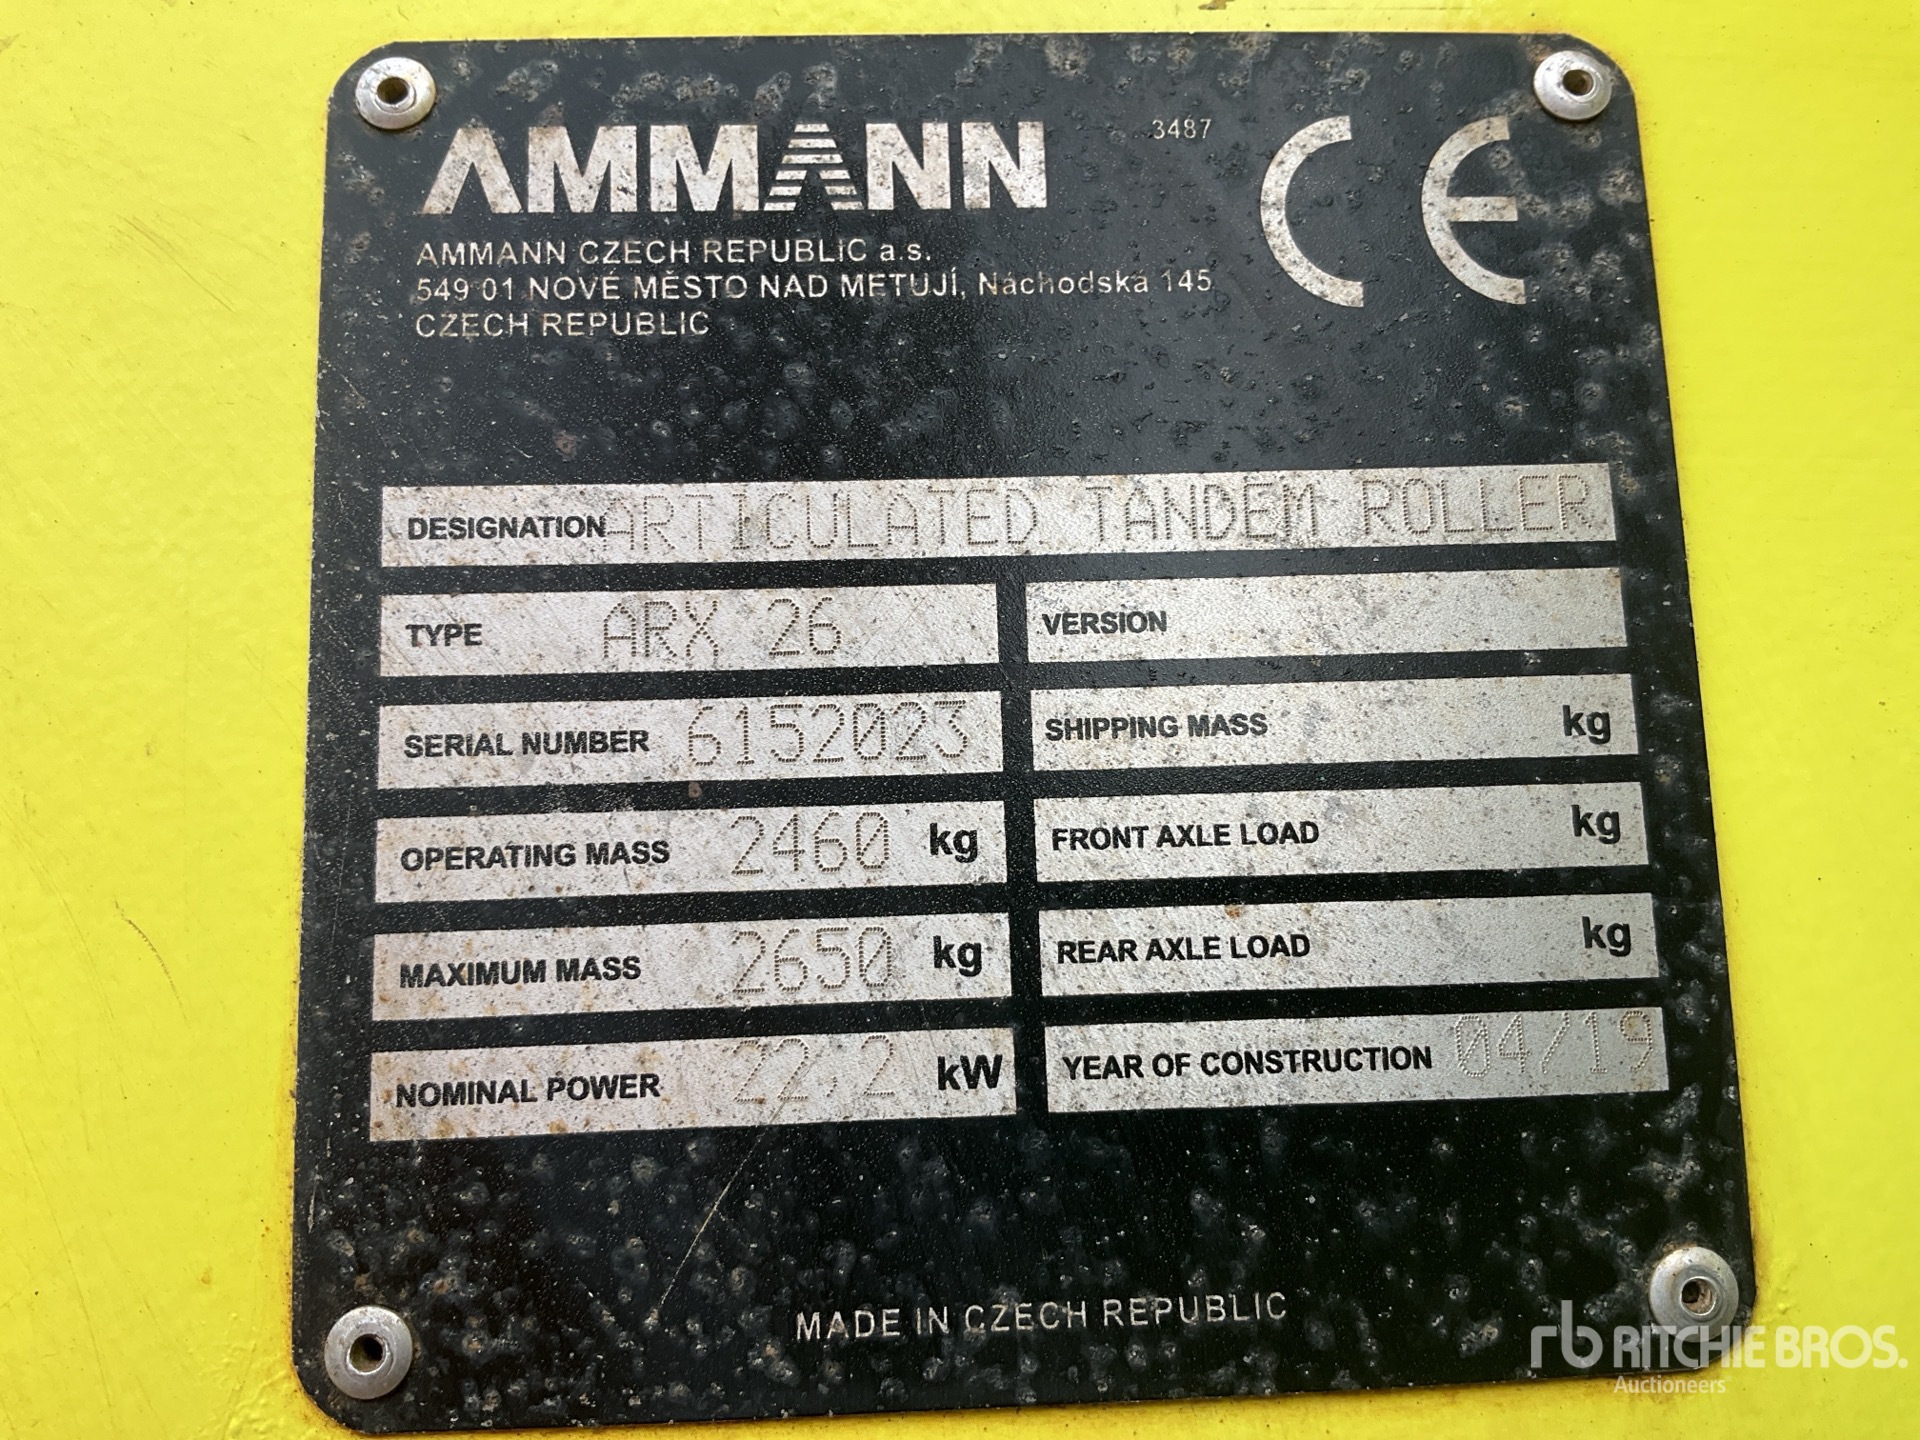 AMMANN
3487
CE
AMMANN CZECH REPUBLIC a.s.
549 01 NOVÉ MĚSTO NAD METUJÍ, Náchodská 145
CZECH REPUBLIC
DESIGNATION ARTICULATED TANDEM ROLLER
TYPE ARX 26
VERSION
SERIAL NUMBER 6152023
SHIPPING MASS kg
OPERATING MASS 2460 kg
FRONT AXLE LOAD kg
MAXIMUM MASS 2650 kg
REAR AXLE LOAD kg
NOMINAL POWER 22,2 kW
YEAR OF CONSTRUCTION 04/19
MADE IN CZECH REPUBLIC
rb RITCHIE BROS.
Auctioneers